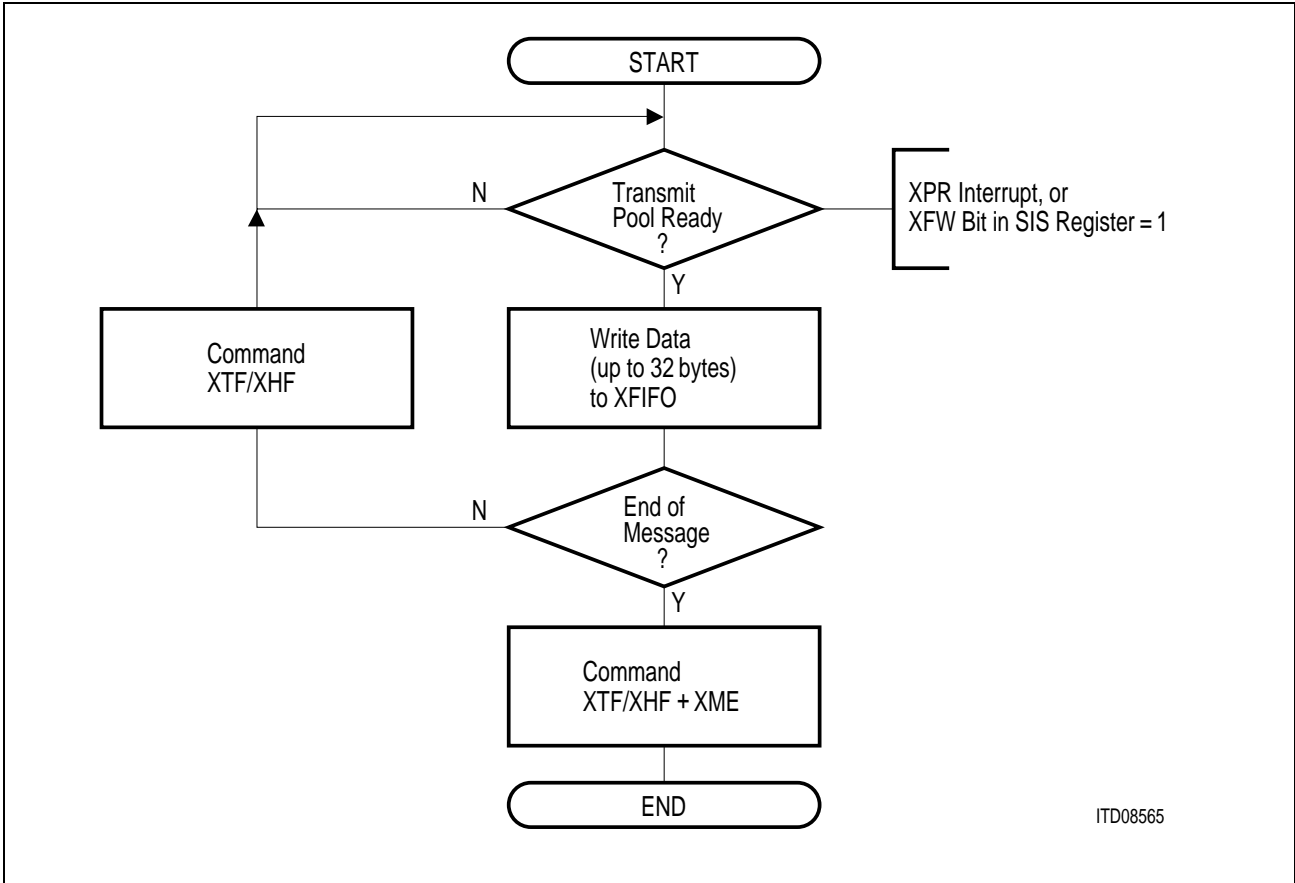 START
N
Transmit
Pool Ready
?
XPR Interrupt, or
XFW Bit in SIS Register = 1
Y
Command
XTF/XHF
Write Data
(up to 32 bytes)
to XFIFO
N
End of
Message
?
Y
Command
XTF/XHF + XME
END
ITD08565